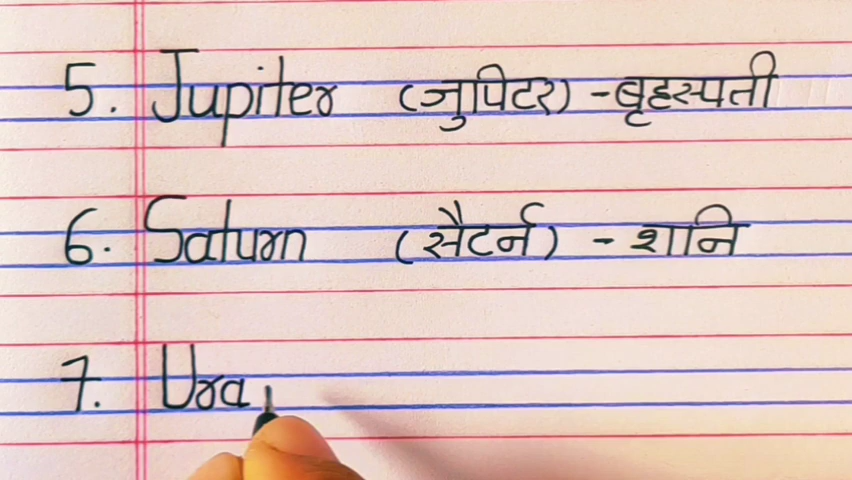 5. Jupiter (जुपिटर) - बृहस्पती
6. Saturn (सैटर्न) - शनि
7. Ura